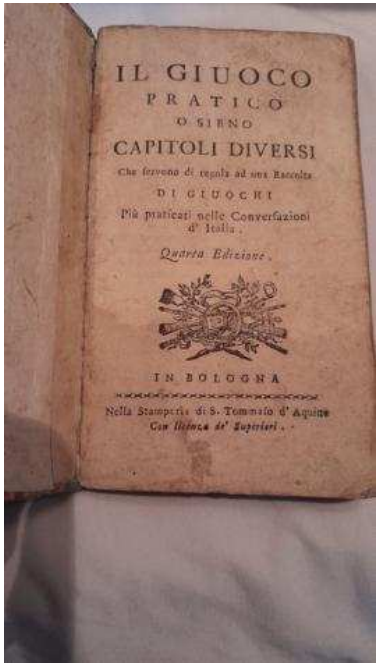 IL GIUOCO
PRATICO
O SIENO
CAPITOLI DIVERSI
Che ſervono di regola ad una Raccolta
DI GIUOCHI
Più praticati nelle Converſazioni
d' Italia.
Quarta Edizione.
IN BOLOGNA
Nella Stamperia di S. Tommaſo d' Aquino
Con licenza de' Superiori.